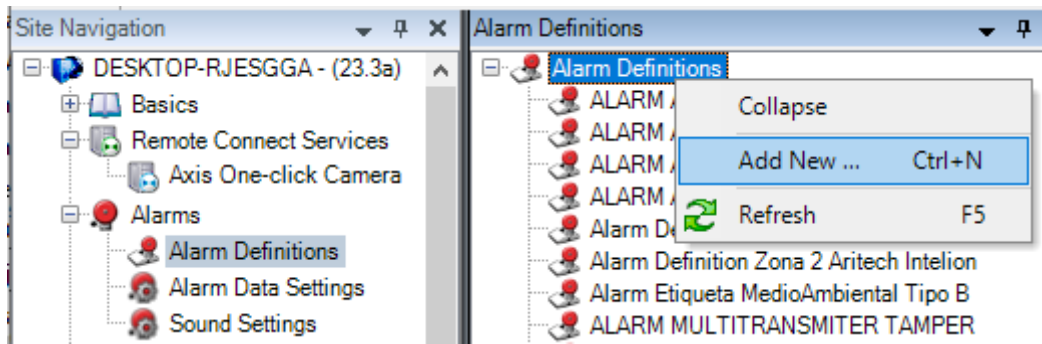 Site Navigation
DESKTOP-RJESGGA - (23.3a)
Basics
Remote Connect Services
Axis One-click Camera
Alarms
Alarm Definitions
Alarm Data Settings
Sound Settings
Alarm Definitions
Alarm Definitions
ALARM
ALARM
ALARM
ALARM
Alarm
Alarm Definition Zona 2 Aritech Intelion
Alarm Etiqueta MedioAmbiental Tipo B
ALARM MULTITRANSMITER TAMPER
Collapse
Add New ... Ctrl+N
Refresh F5